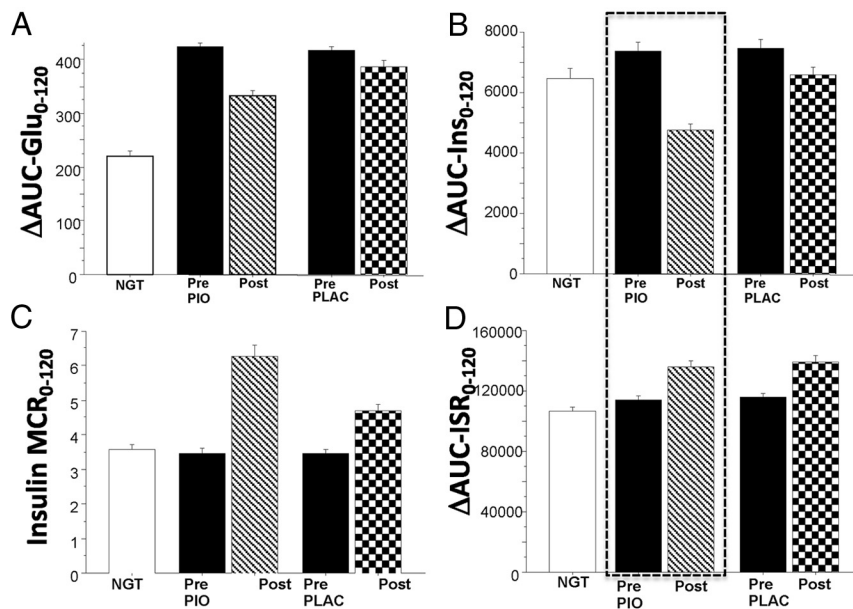 A
ΔAUC-Glu0-120
400
300
200
100
0
NGT
Pre
PIO
Post
Pre
PLAC
Post
B
ΔAUC-Ins0-120
8000
6000
4000
2000
0
NGT
Pre
PIO
Post
Pre
PLAC
Post
C
Insulin MCR0-120
7
6
5
4
3
2
1
0
NGT
Pre
PIO
Post
Pre
PLAC
Post
D
ΔAUC-ISR0-120
160000
120000
80000
40000
0
NGT
Pre
PIO
Post
Pre
PLAC
Post